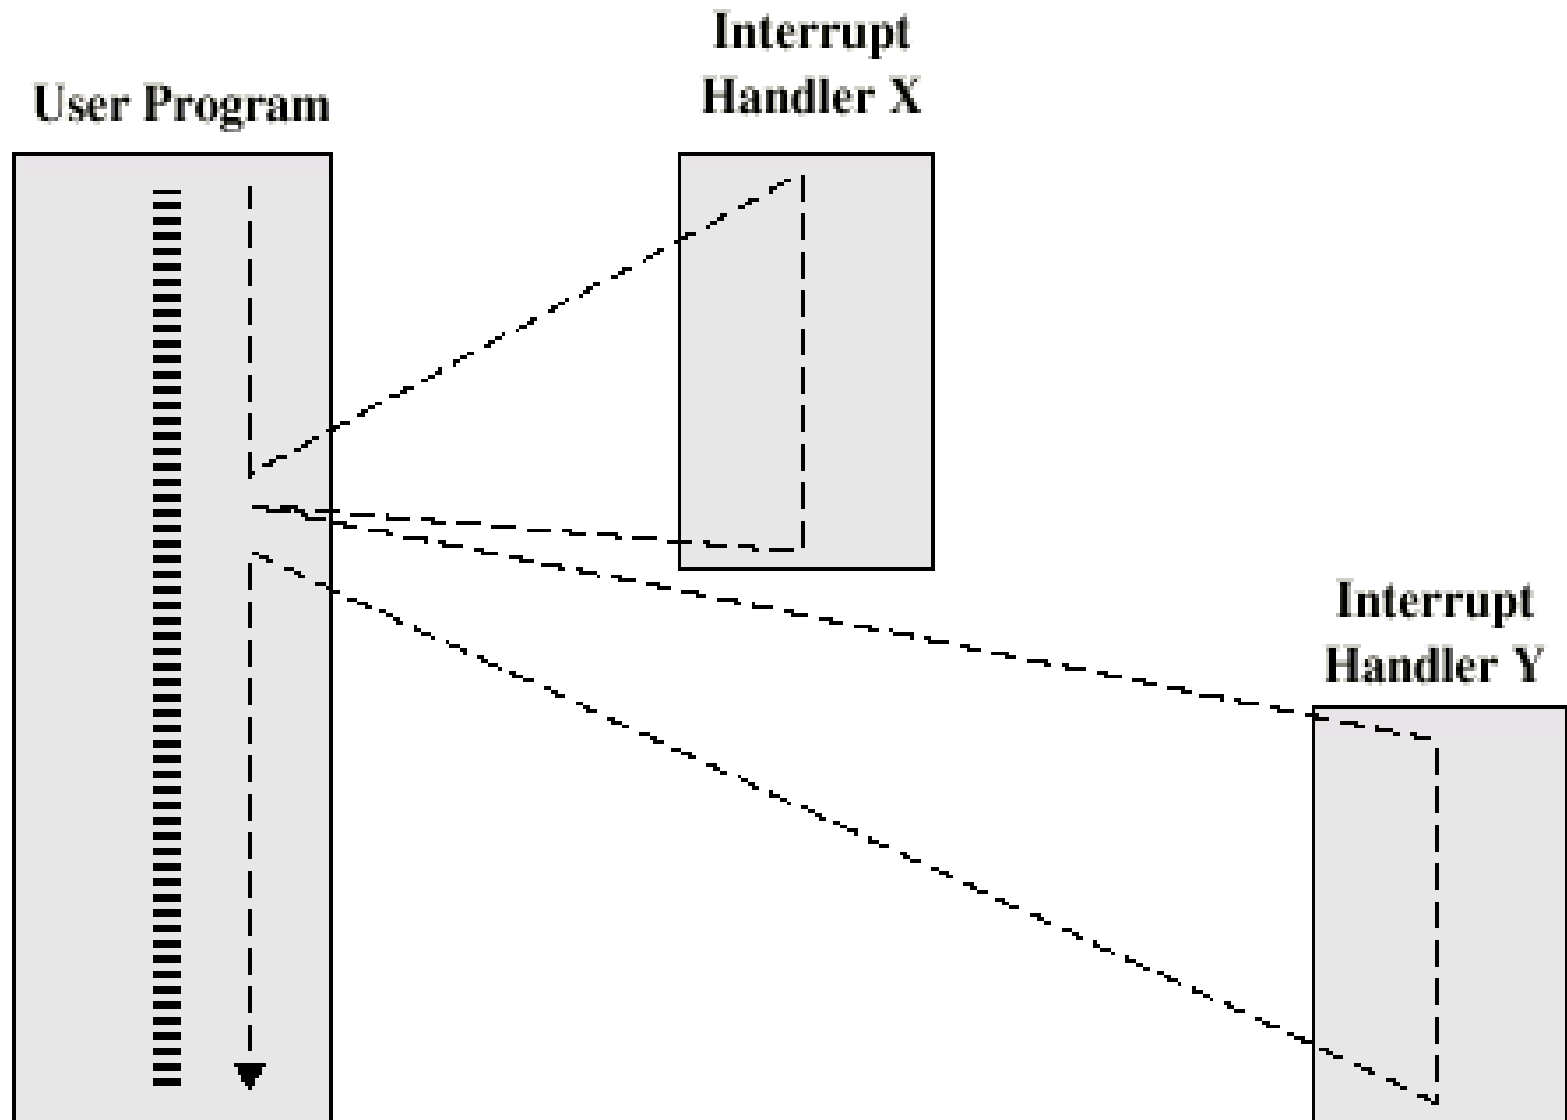 User Program
Interrupt
Handler X
Interrupt
Handler Y